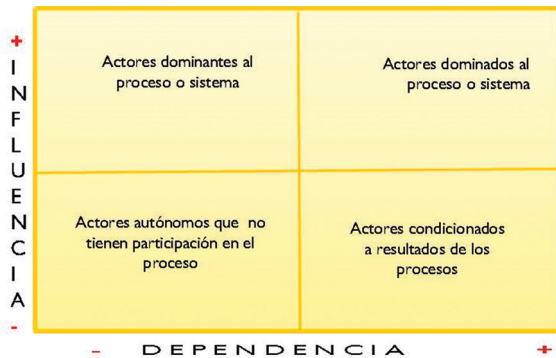 +
INFLUENCIA
-
Actores dominantes al
proceso o sistema
Actores dominados al
proceso o sistema
Actores autónomos que no
tienen participación en el
proceso
Actores condicionados
a resultados de los
procesos
- DEPENDENCIA +